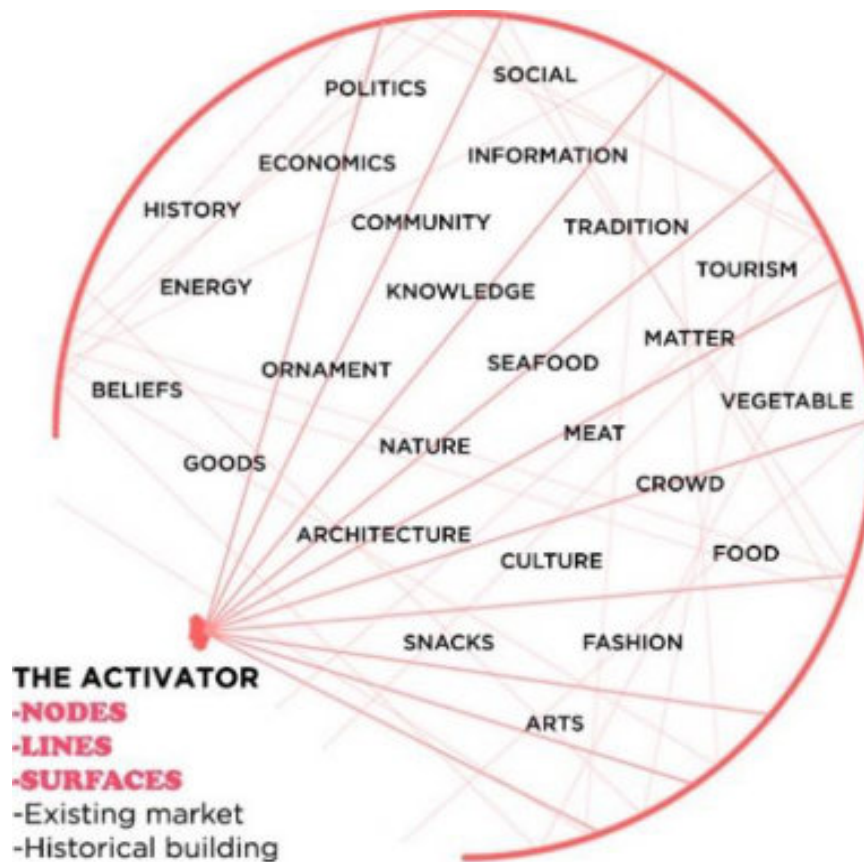 POLITICS
SOCIAL
ECONOMICS
INFORMATION
HISTORY
COMMUNITY
TRADITION
ENERGY
KNOWLEDGE
TOURISM
BELIEFS
ORNAMENT
SEAFOOD
MATTER
GOODS
NATURE
MEAT
VEGETABLE
CROWD
ARCHITECTURE
CULTURE
FOOD
SNACKS
FASHION
ARTS
THE ACTIVATOR
-NODES
-LINES
-SURFACES
-Existing market
-Historical building